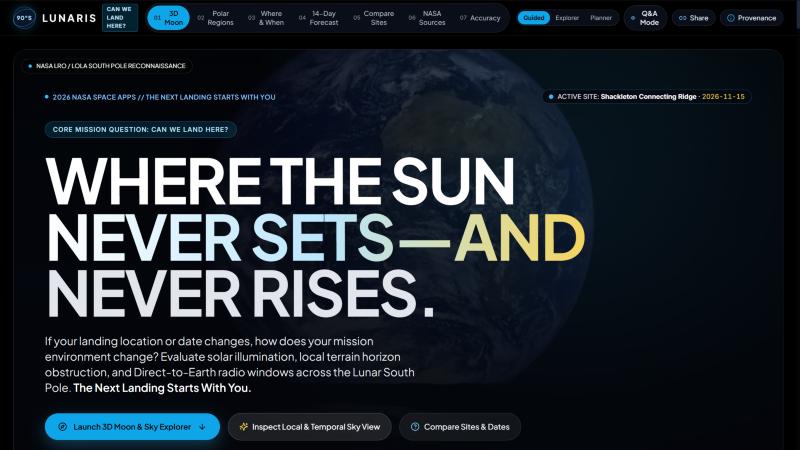 90°S LUNARIS
CAN WE
LAND
HERE?
01 3D
Moon
02 Polar
Regions
03 Where
& When
04 14-Day
Forecast
05 Compare
Sites
06 NASA
Sources
07 Accuracy
Guided Explorer Planner
Q&A
Mode
Share
Provenance
NASA LRO / LOLA SOUTH POLE RECONNAISSANCE
2026 NASA SPACE APPS // THE NEXT LANDING STARTS WITH YOU
ACTIVE SITE: Shackleton Connecting Ridge · 2026-11-15
CORE MISSION QUESTION: CAN WE LAND HERE?
WHERE THE SUN
NEVER SETS—AND
NEVER RISES.
If your landing location or date changes, how does your mission
environment change? Evaluate solar illumination, local terrain horizon
obstruction, and Direct-to-Earth radio windows across the Lunar South
Pole. The Next Landing Starts With You.
Launch 3D Moon & Sky Explorer ↓
Inspect Local & Temporal Sky View
Compare Sites & Dates